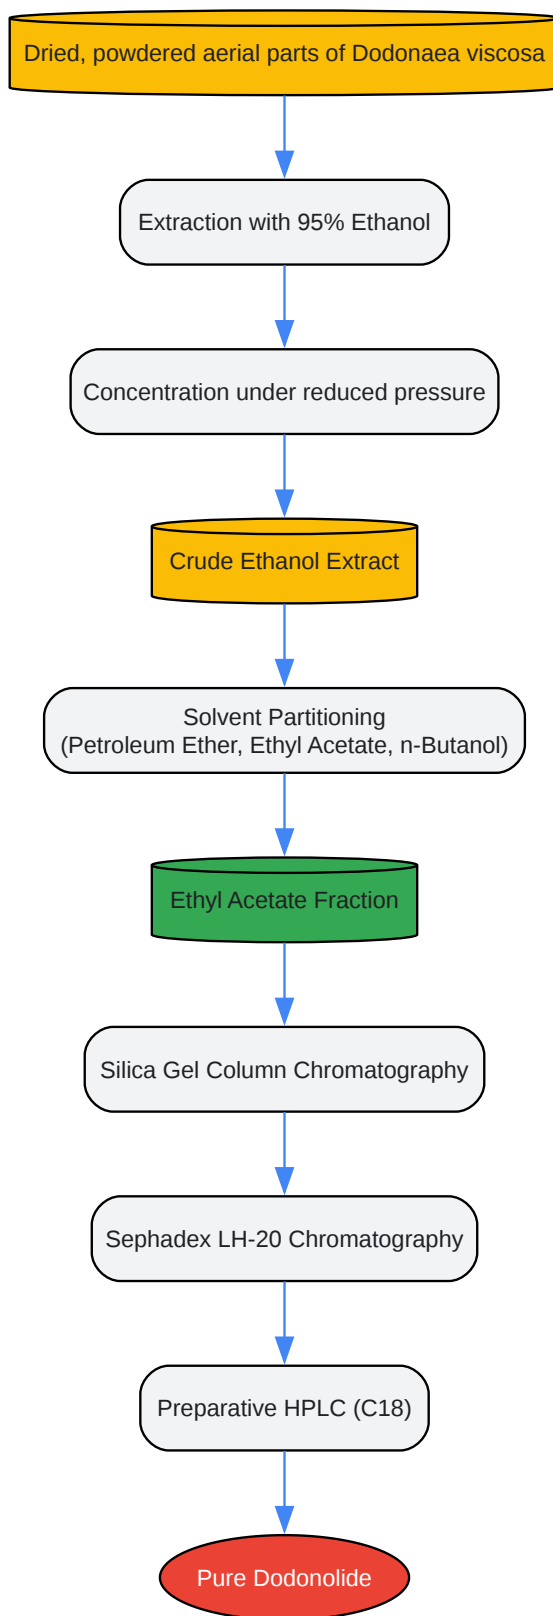 Dried, powdered aerial parts of Dodonaea viscosa
Extraction with 95% Ethanol
Concentration under reduced pressure
Crude Ethanol Extract
Solvent Partitioning
(Petroleum Ether, Ethyl Acetate, n-Butanol)
Ethyl Acetate Fraction
Silica Gel Column Chromatography
Sephadex LH-20 Chromatography
Preparative HPLC (C18)
Pure Dodonolide